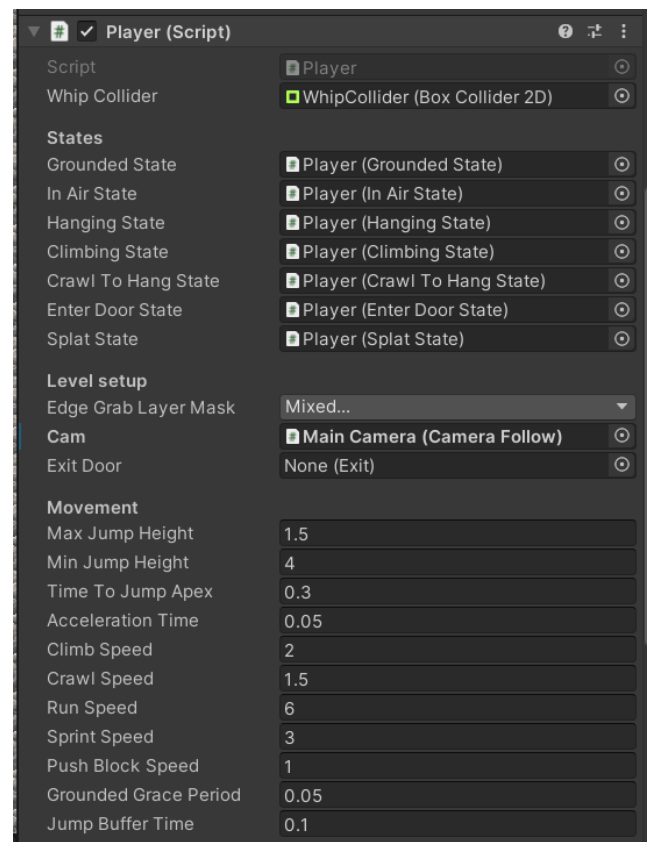 Player (Script)
Script Player
Whip Collider WhipCollider (Box Collider 2D)
States
Grounded State Player (Grounded State)
In Air State Player (In Air State)
Hanging State Player (Hanging State)
Climbing State Player (Climbing State)
Crawl To Hang State Player (Crawl To Hang State)
Enter Door State Player (Enter Door State)
Splat State Player (Splat State)
Level setup
Edge Grab Layer Mask Mixed...
Cam Main Camera (Camera Follow)
Exit Door None (Exit)
Movement
Max Jump Height 1.5
Min Jump Height 4
Time To Jump Apex 0.3
Acceleration Time 0.05
Climb Speed 2
Crawl Speed 1.5
Run Speed 6
Sprint Speed 3
Push Block Speed 1
Grounded Grace Period 0.05
Jump Buffer Time 0.1